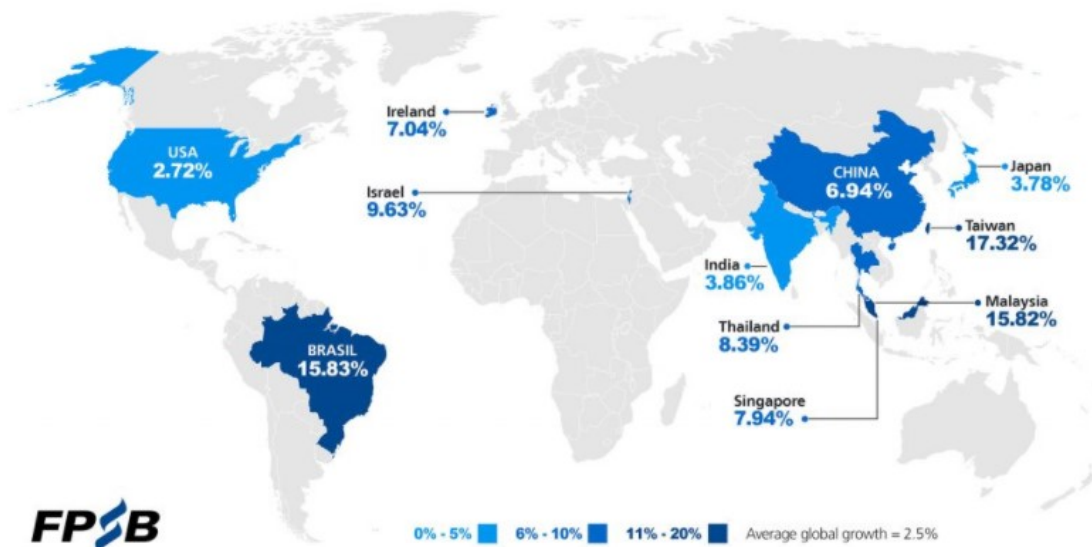 Ireland
7.04%
USA
2.72%
CHINA
6.94%
Japan
3.78%
Israel
9.63%
Taiwan
17.32%
India
3.86%
Malaysia
15.82%
Thailand
8.39%
BRASIL
15.83%
Singapore
7.94%
FPSB
0% - 5% 6% - 10% 11% - 20% Average global growth = 2.5%